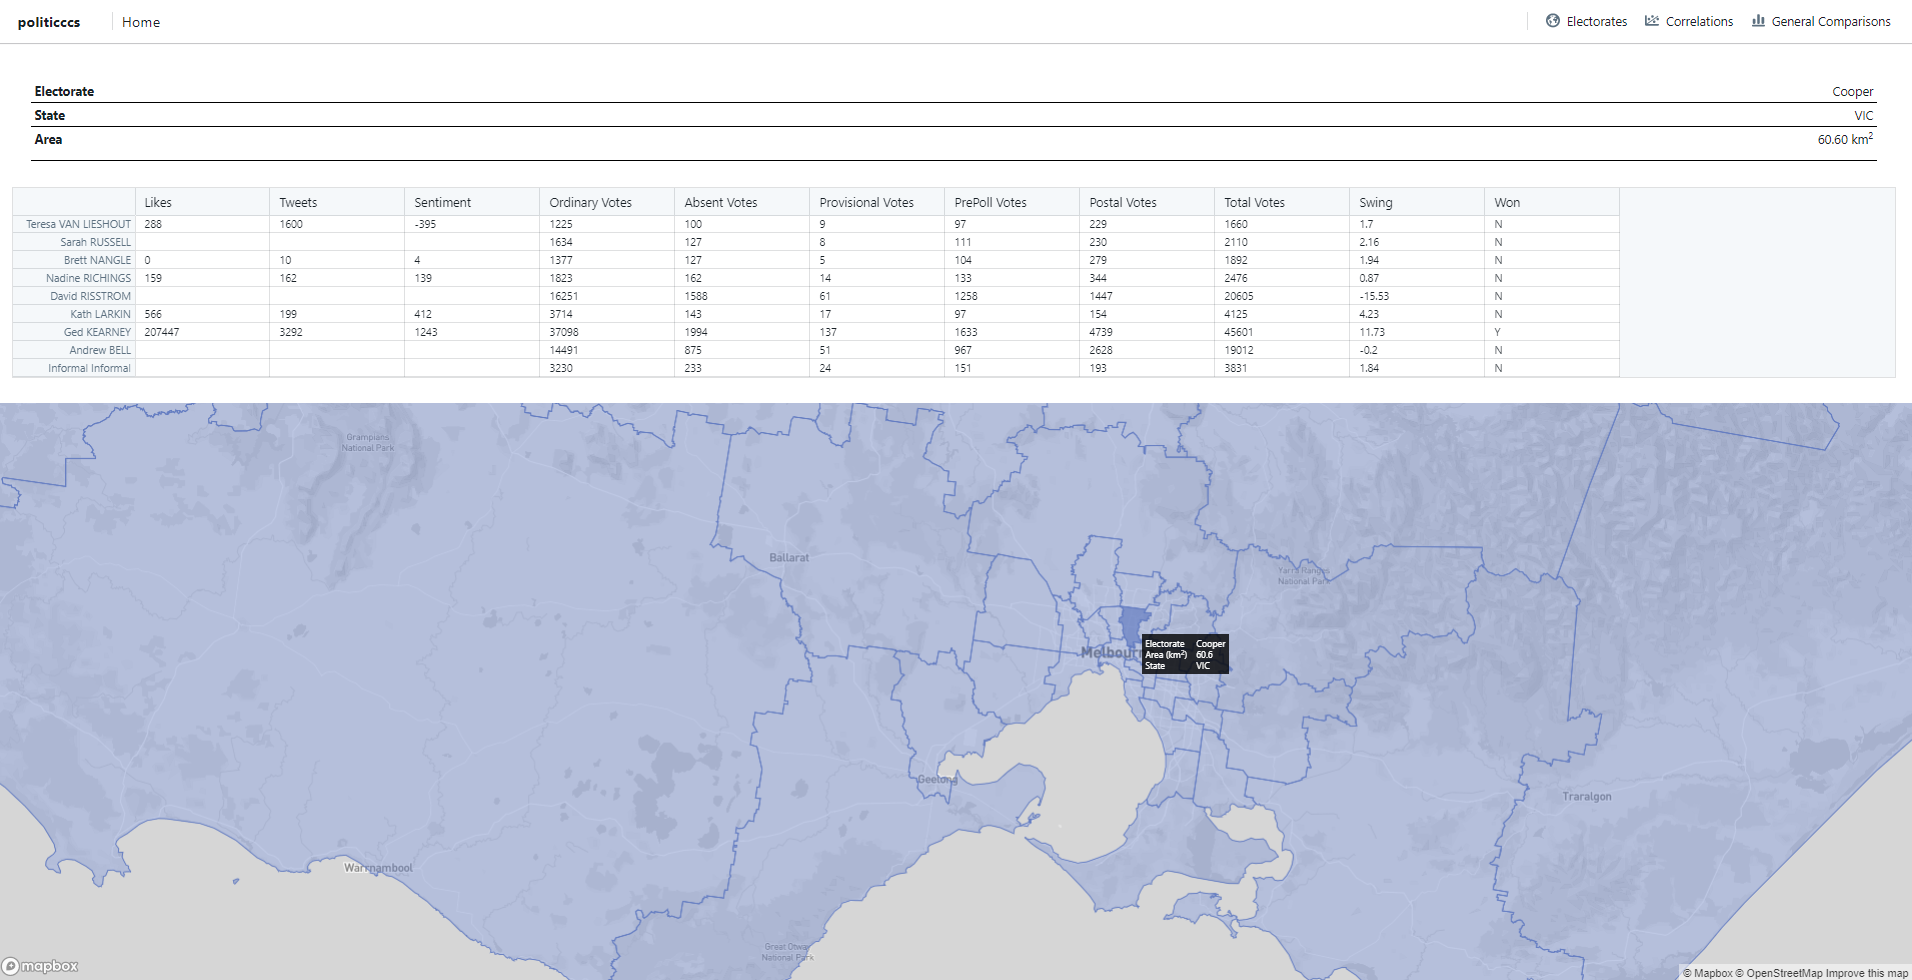 politicccs Home Electorates Correlations General Comparisons
Electorate Cooper
State VIC
Area 60.60 km²
Likes Tweets Sentiment Ordinary Votes Absent Votes Provisional Votes PrePoll Votes Postal Votes Total Votes Swing Won
Teresa VAN LIESHOUT 288 1600 -395 1225 100 9 97 229 1660 1.7 N
Sarah RUSSELL 1634 127 8 111 230 2110 2.16 N
Brett NANGLE 0 10 4 1377 127 5 104 279 1892 1.94 N
Nadine RICHINGS 159 162 139 1823 162 14 133 344 2476 0.87 N
David RISSTROM 16251 1588 61 1258 1447 20605 -15.53 N
Kath LARKIN 566 199 412 3714 143 17 97 154 4125 4.23 N
Ged KEARNEY 207447 3292 1243 37098 1994 137 1633 4739 45601 11.73 Y
Andrew BELL 14491 875 51 967 2628 19012 -0.2 N
Informal Informal 3230 233 24 151 193 3831 1.84 N
Grampians
National Park
Ballarat
Yarra Ranges
National Park
Electorate Cooper
Melbour
Area (km²) 60.6
State VIC
Geelong
Traralgon
Warrnambool
Great Otway
National Park
mapbox
© Mapbox © OpenStreetMap Improve this map